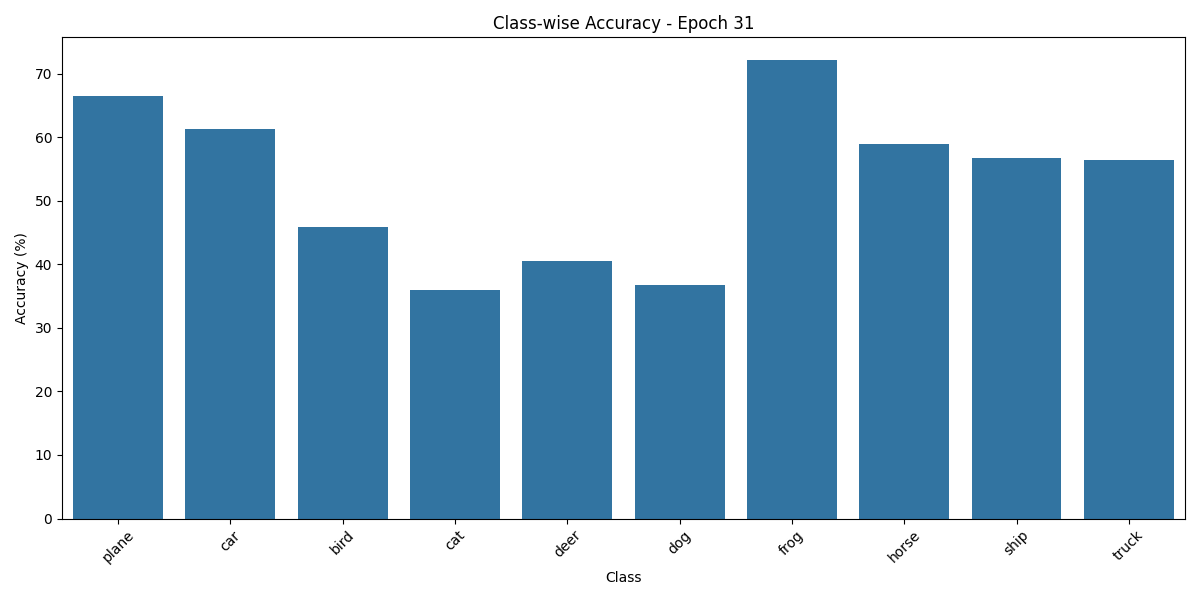 Class-wise Accuracy - Epoch 31
Accuracy (%)
70
60
50
40
30
20
10
0
plane
car
bird
cat
deer
dog
frog
horse
ship
truck
Class